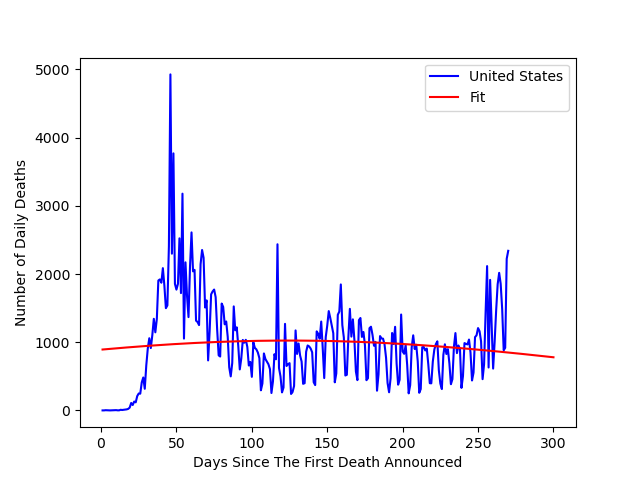 United States
Fit
Number of Daily Deaths
5000
4000
3000
2000
1000
0
0 50 100 150 200 250 300
Days Since The First Death Announced